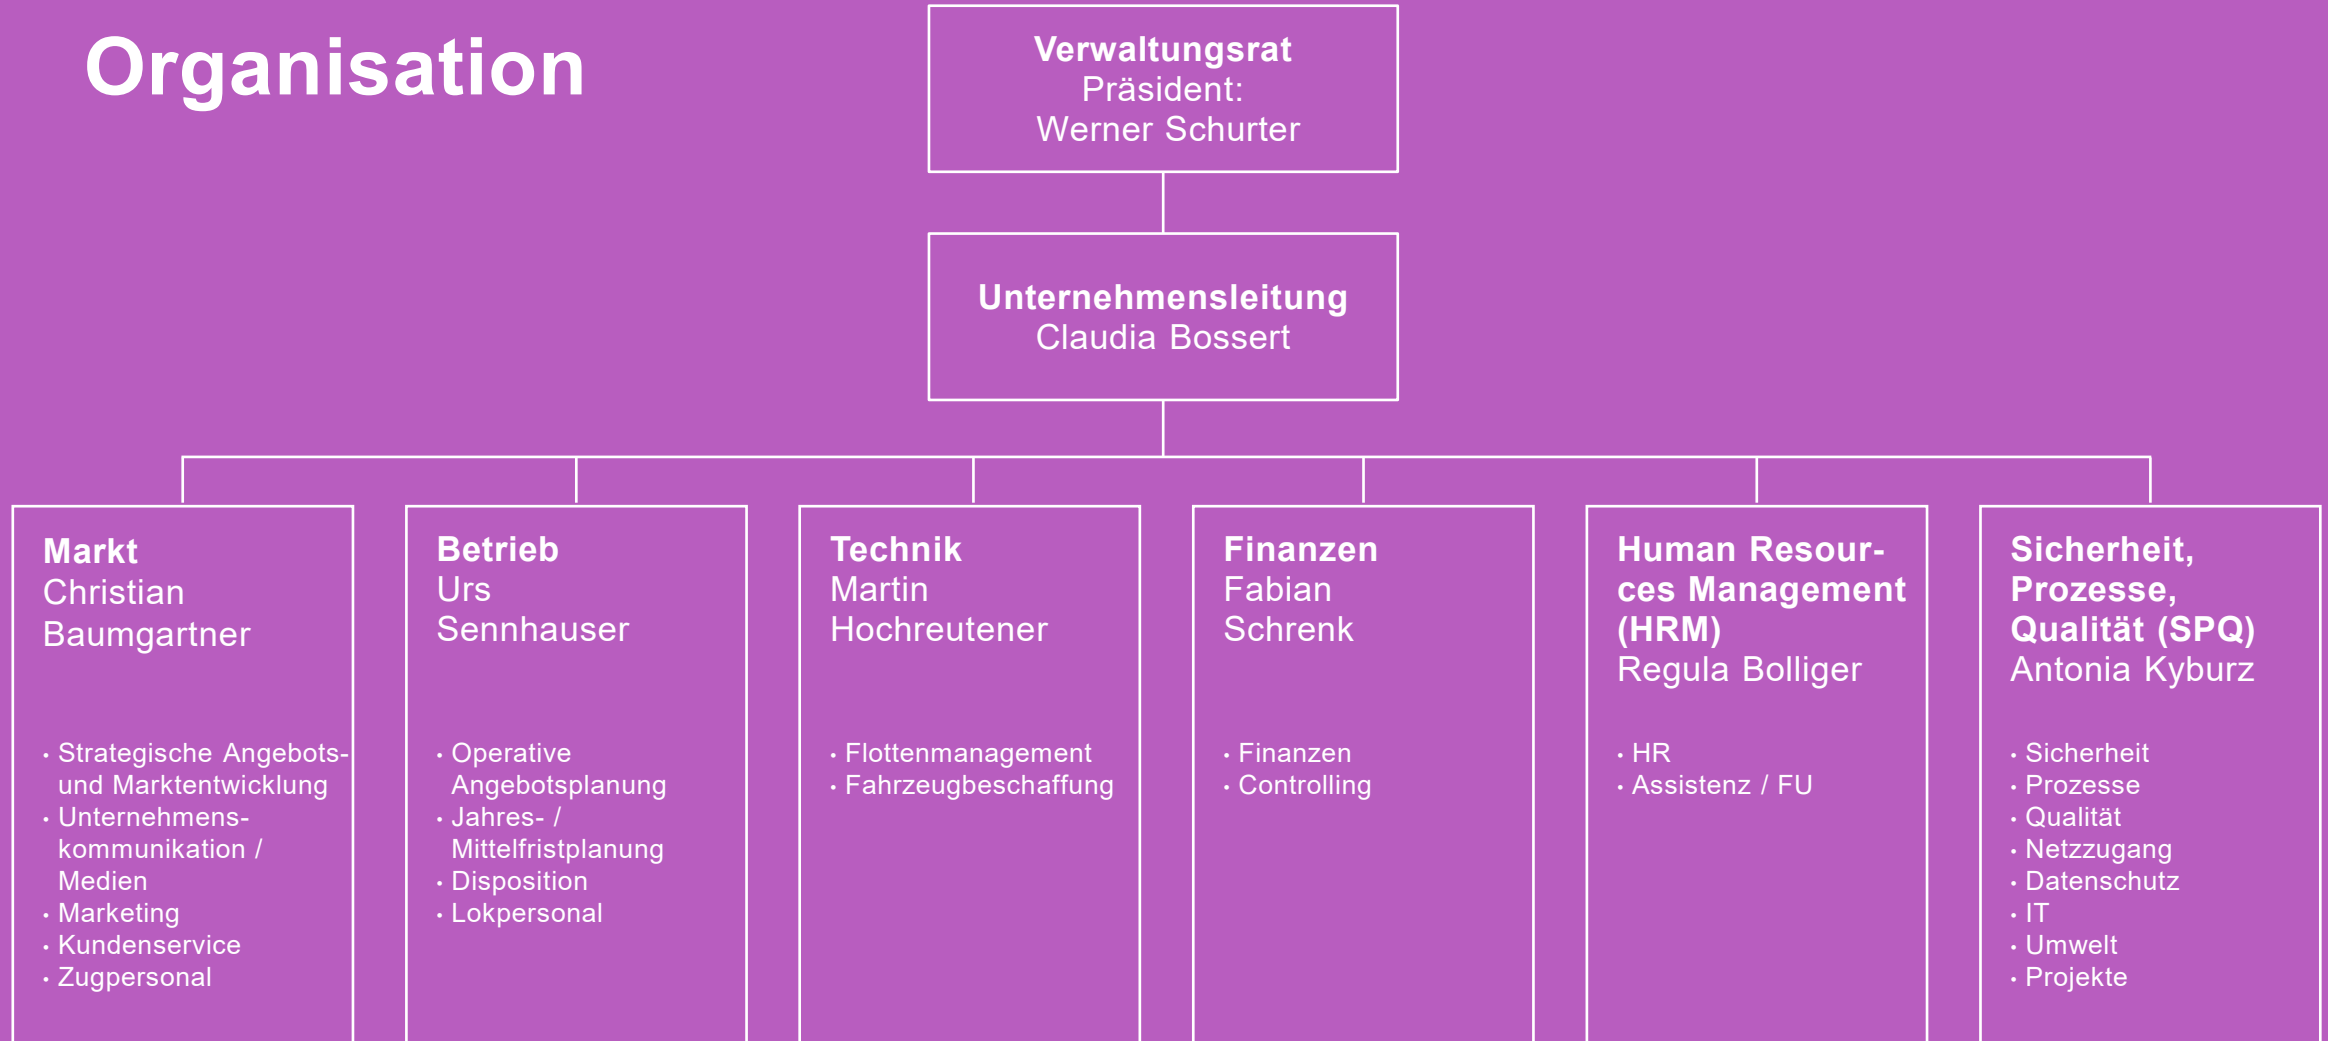 Organisation
Verwaltungsrat
Präsident:
Werner Schurter
Unternehmensleitung
Claudia Bossert
Markt
Christian
Baumgartner
• Strategische Angebots-
und Marktentwicklung
• Unternehmens-
kommunikation /
Medien
• Marketing
• Kundenservice
• Zugpersonal
Betrieb
Urs
Sennhauser
• Operative
Angebotsplanung
• Jahres- /
Mittelfristplanung
• Disposition
• Lokpersonal
Technik
Martin
Hochreutener
• Flottenmanagement
• Fahrzeugbeschaffung
Finanzen
Fabian
Schrenk
• Finanzen
• Controlling
Human Resour-
ces Management
(HRM)
Regula Bolliger
• HR
• Assistenz / FU
Sicherheit,
Prozesse,
Qualität (SPQ)
Antonia Kyburz
• Sicherheit
• Prozesse
• Qualität
• Netzzugang
• Datenschutz
• IT
• Umwelt
• Projekte